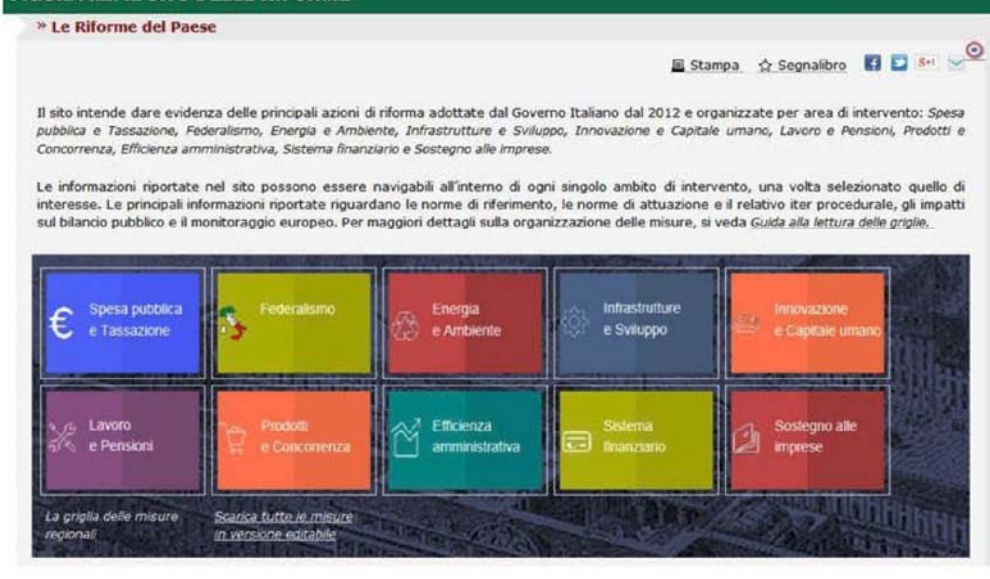 » Le Riforme del Paese
Stampa Segnalibro
Il sito intende dare evidenza delle principali azioni di riforma adottate dal Governo Italiano dal 2012 e organizzate per area di intervento: Spesa
pubblica e Tassazione, Federalismo, Energia e Ambiente, Infrastrutture e Sviluppo, Innovazione e Capitale umano, Lavoro e Pensioni, Prodotti e
Concorrenza, Efficienza amministrativa, Sistema finanziario e Sostegno alle imprese.
Le informazioni riportate nel sito possono essere navigabili all'interno di ogni singolo ambito di intervento, una volta selezionato quello di
interesse. Le principali informazioni riportate riguardano le norme di riferimento, le norme di attuazione e il relativo iter procedurale, gli impatti
sul bilancio pubblico e il monitoraggio europeo. Per maggiori dettagli sulla organizzazione delle misure, si veda Guida alla lettura delle griglie.
Spesa pubblica
e Tassazione
Federalismo
Energia
e Ambiente
Infrastrutture
e Sviluppo
Innovazione
e Capitale umano
Lavoro
e Pensioni
Prodotti
e Concorrenza
Efficienza
amministrativa
Sistema
finanziario
Sostegno alle
imprese
La griglia delle misure
regionali
Scarica tutte le misure
in versione editabile